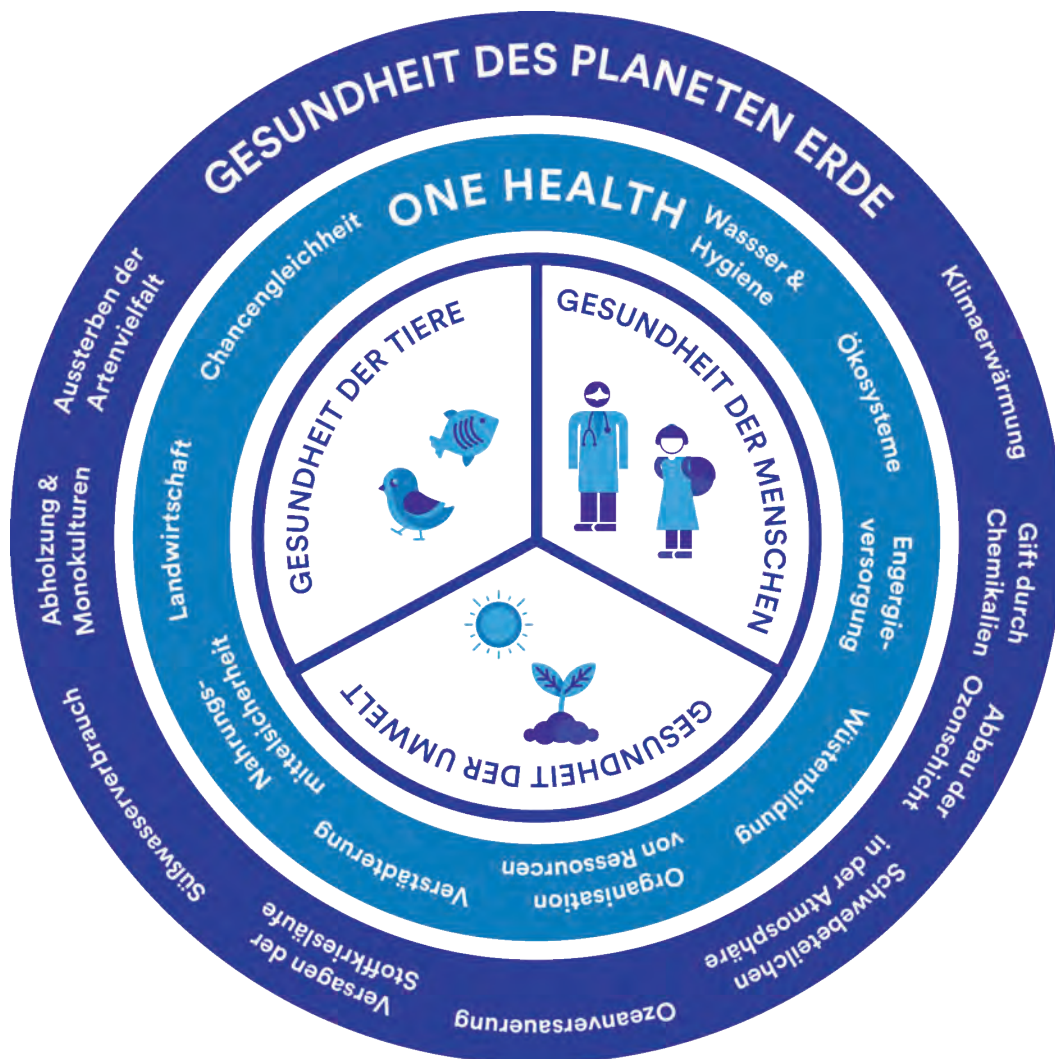 GESUNDHEIT DES PLANETEN ERDE
Klimaerwärmung
Gift durch
Chemikalien
Abbau der
Ozonschicht
Schwebeteilchen
in der Atmosphäre
Ozeanversauerung
Versagen der
Stoffkriesläufe
Süßwasserverbrauch
Abholzung &
Monokulturen
Aussterben der
Artenvielfalt
ONE HEALTH
Wassser &
Hygiene
Ökosysteme
Engergie-
versorgung
Wüstenbildung
Organisation
von Ressourcen
Verstädterung
Nahrungs-
mittelsicherheit
Landwirtschaft
Chancengleichheit
GESUNDHEIT DER TIERE
GESUNDHEIT DER MENSCHEN
GESUNDHEIT DER UMWELT